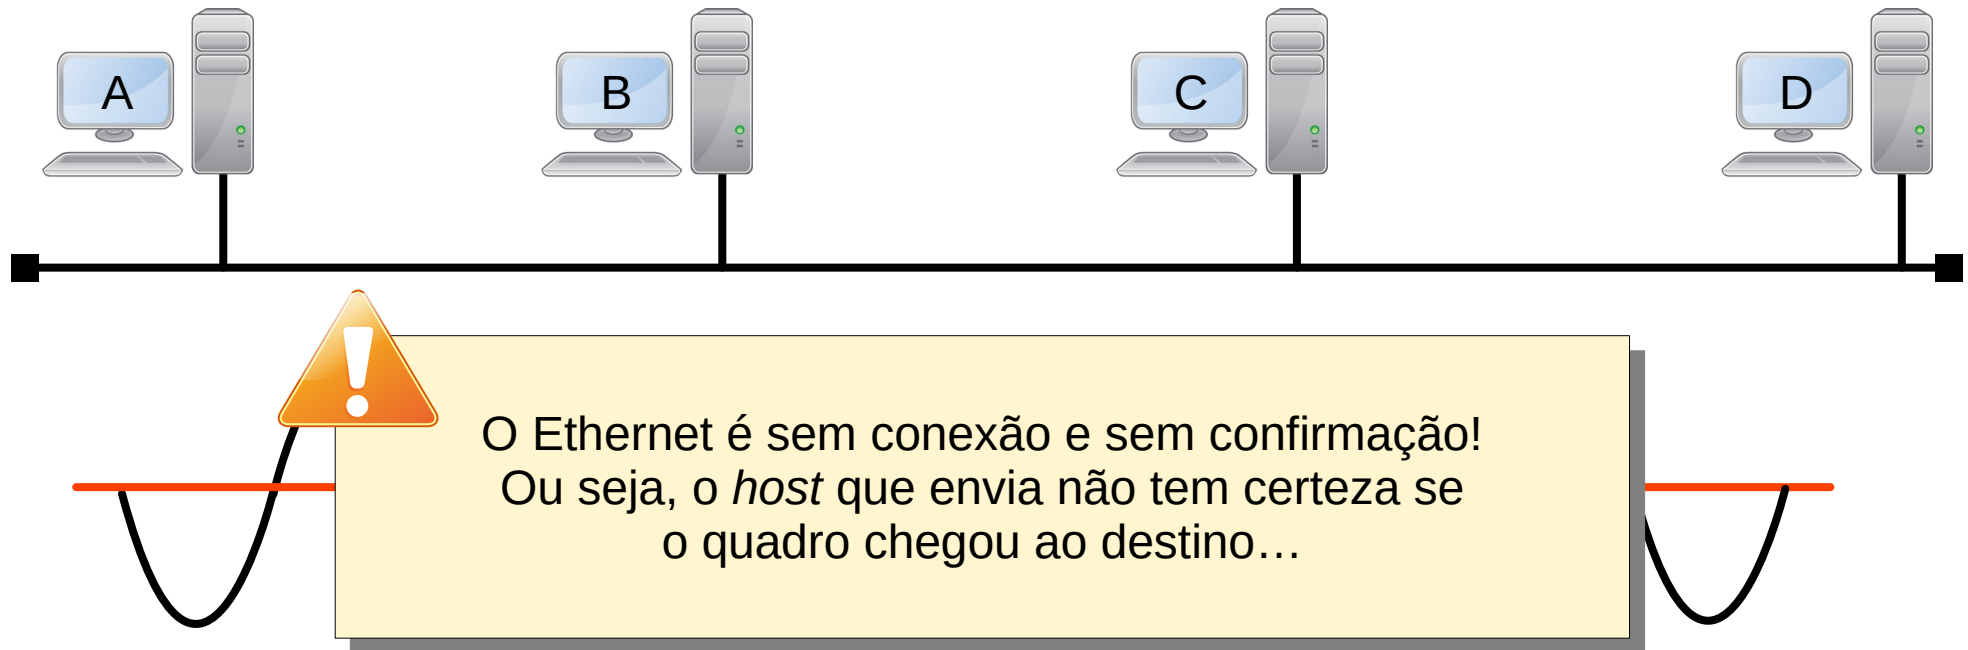 A
B
C
D
O Ethernet é sem conexão e sem confirmação!
Ou seja, o host que envia não tem certeza se
o quadro chegou ao destino…